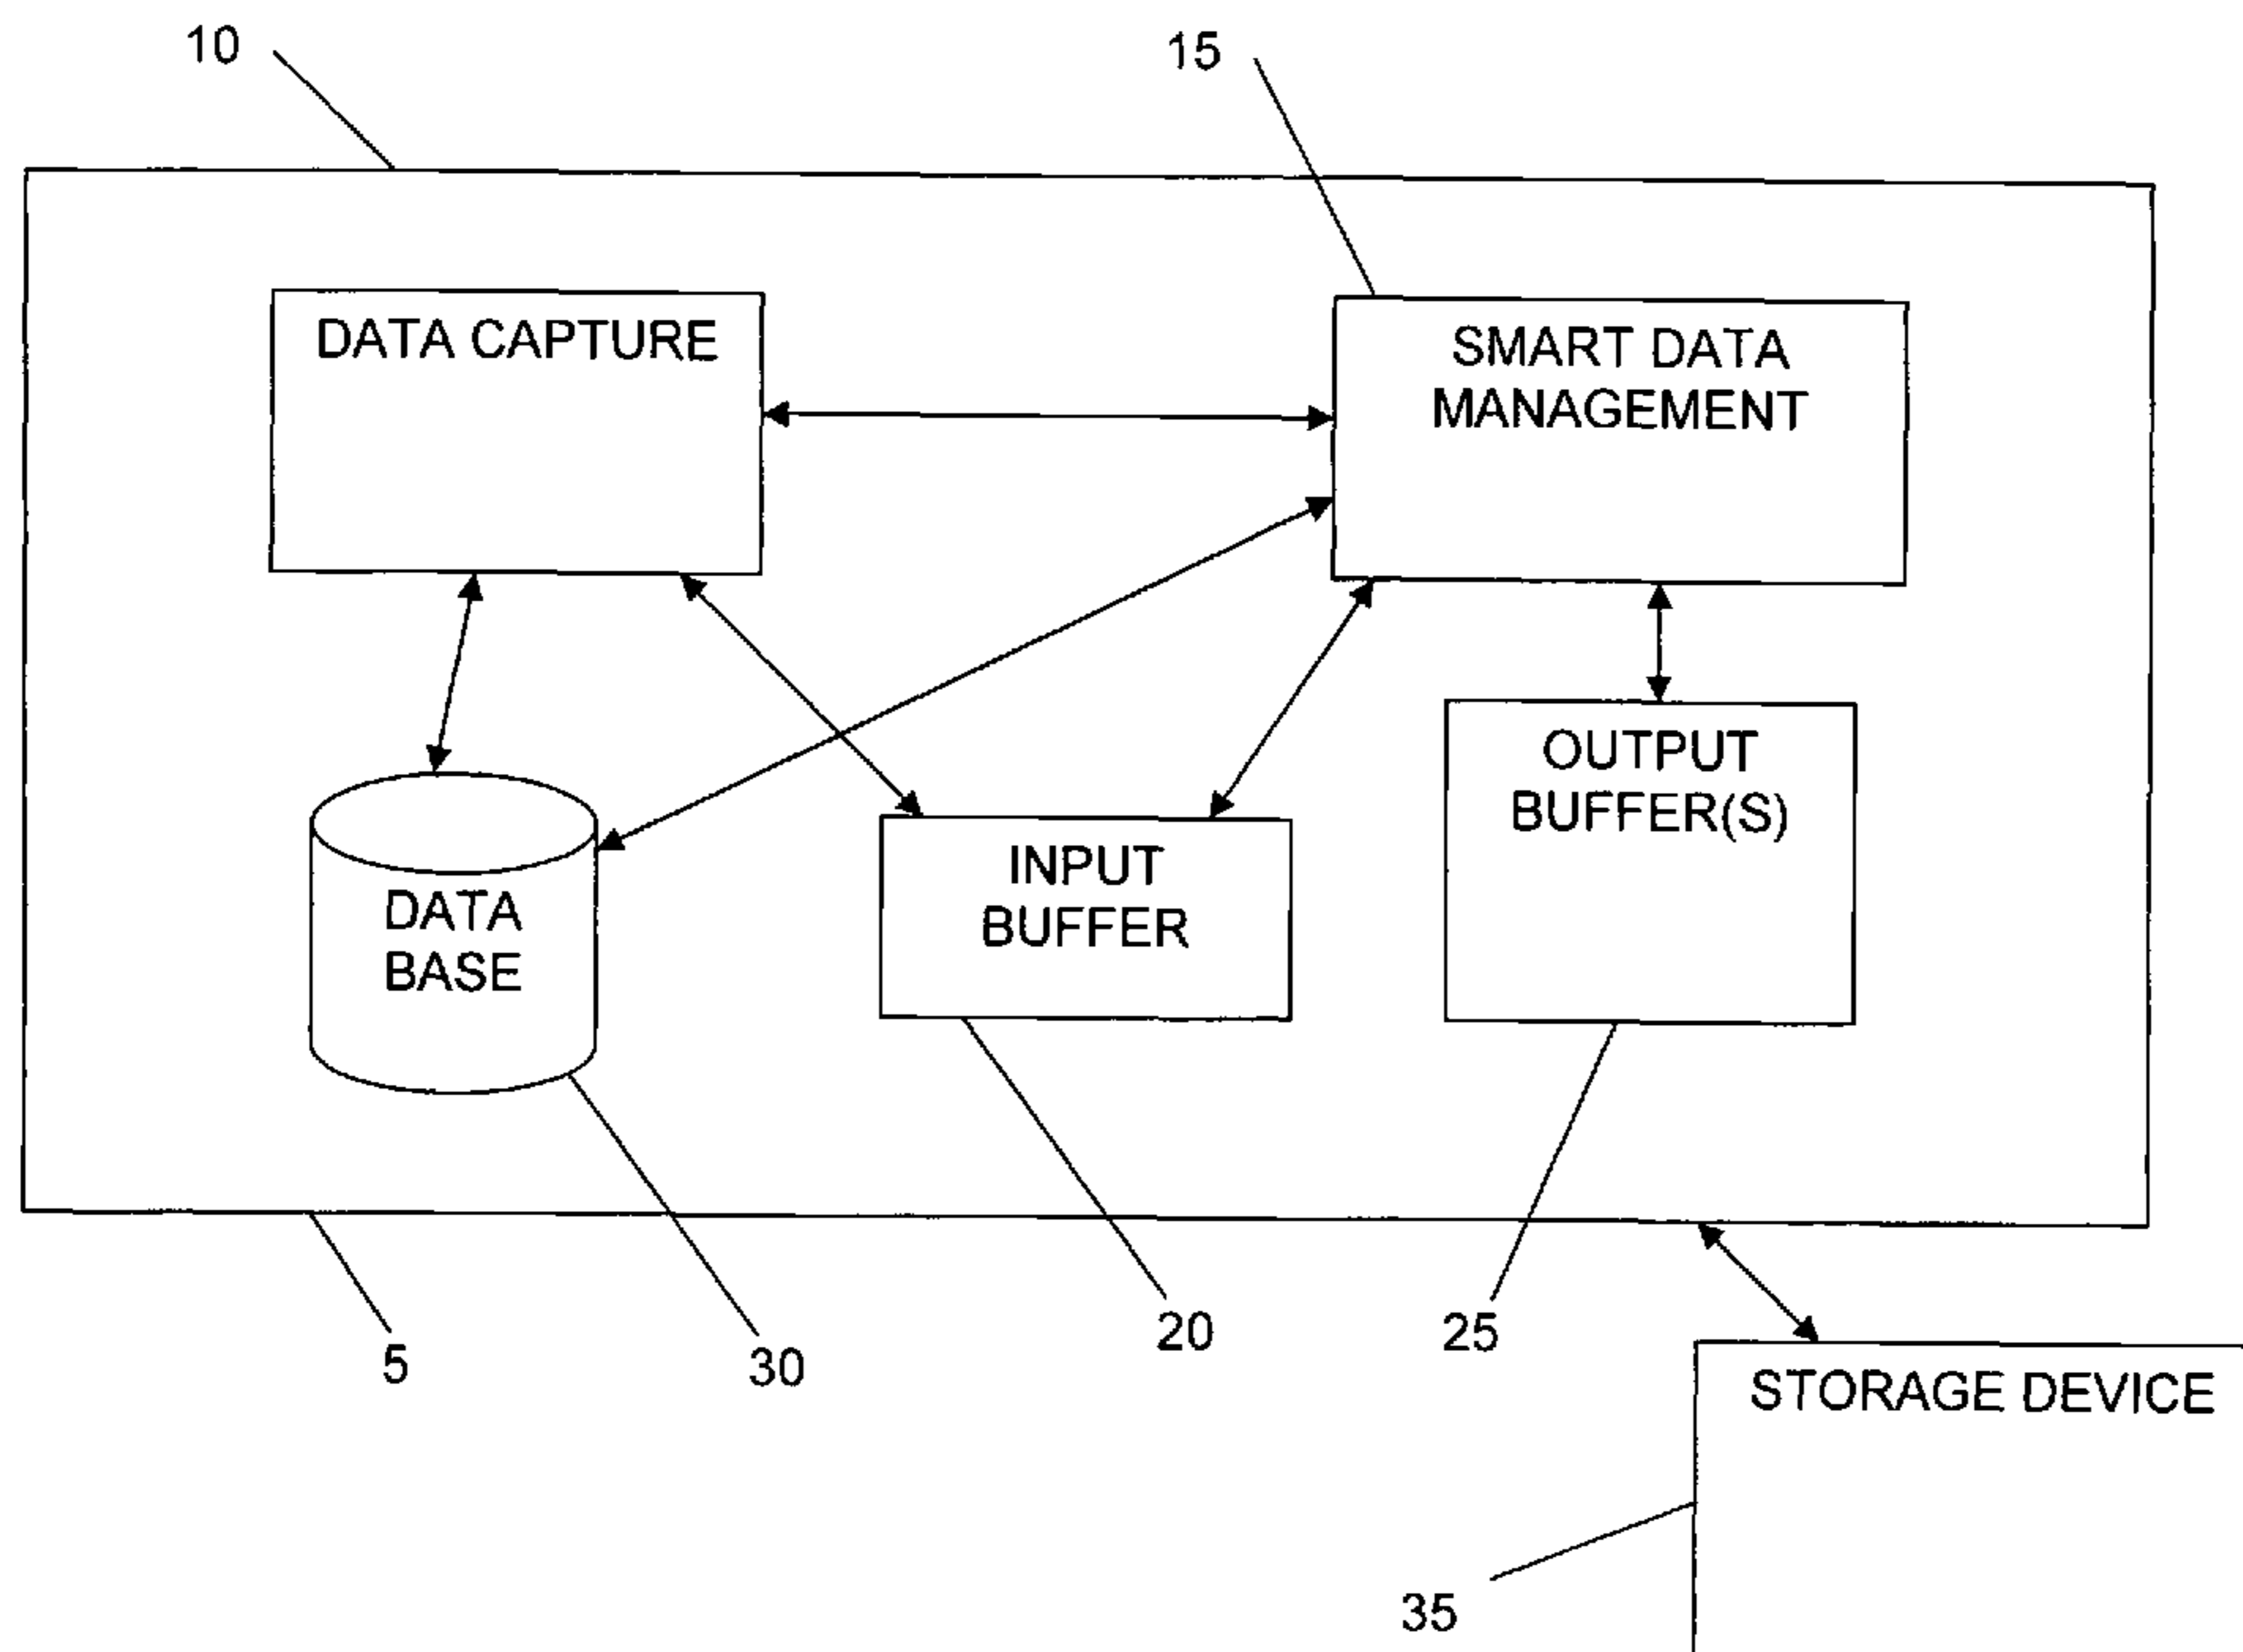 10
15
DATA CAPTURE
SMART DATA
MANAGEMENT
OUTPUT
BUFFER(S)
INPUT
BUFFER
DATA
BASE
5
30
20
25
STORAGE DEVICE
35